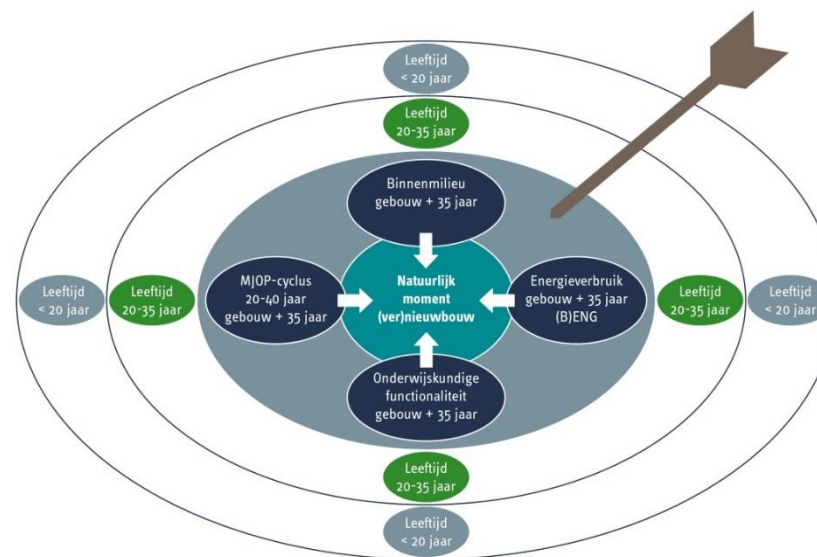 Leeftijd
< 20 jaar
Leeftijd
20-35 jaar
Binnenmilieu
gebouw + 35 jaar
Leeftijd
< 20 jaar
Leeftijd
20-35 jaar
MJOP-cyclus
20-40 jaar
gebouw + 35 jaar
Natuurlijk
moment
(ver)nieuwbouw
Energieverbruik
gebouw + 35 jaar
(B)ENG
Leeftijd
20-35 jaar
Leeftijd
< 20 jaar
Onderwijskundige
functionaliteit
gebouw + 35 jaar
Leeftijd
20-35 jaar
Leeftijd
< 20 jaar